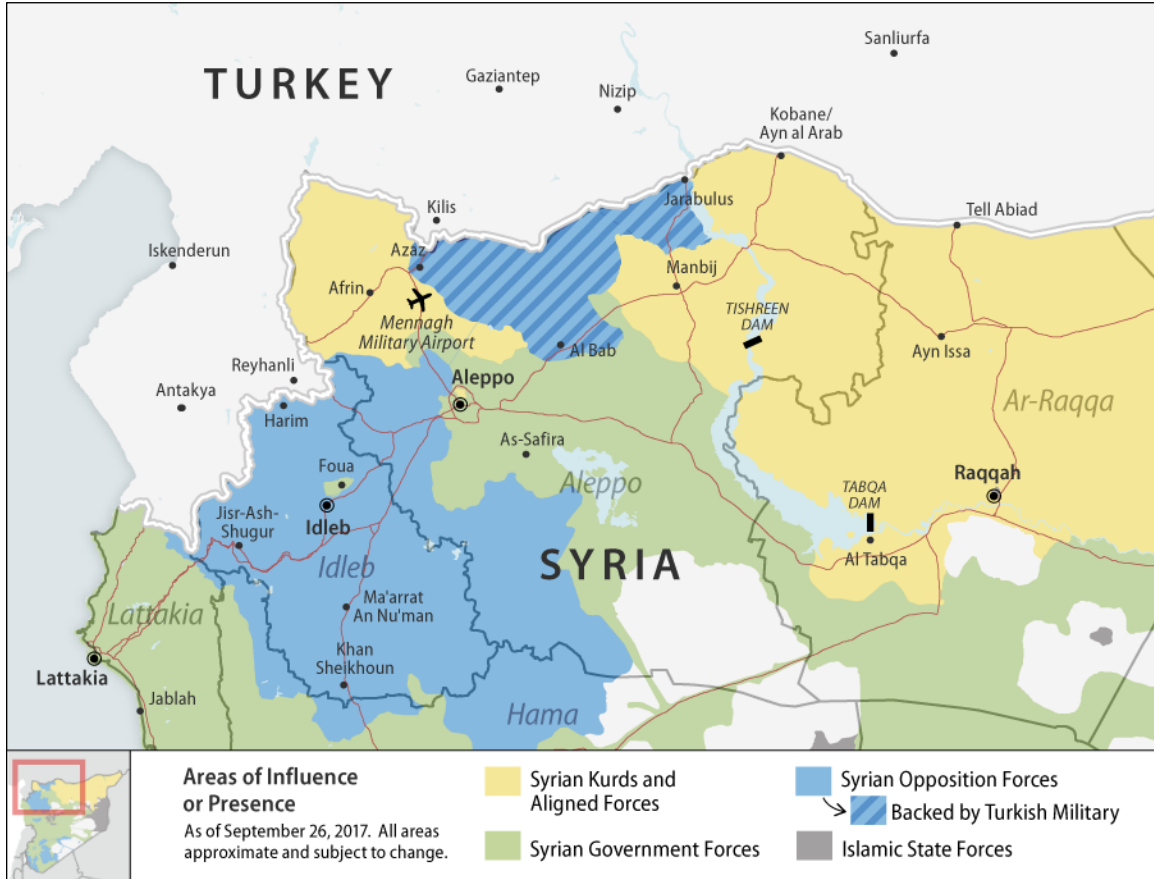 TURKEY
Sanliurfa
Gaziantep
Nizip
Kobane/
Ayn al Arab
Jarabulus
Tell Abiad
Kilis
Iskenderun
Azaz
Afrin
Manbij
Mennagh
Military Airport
TISHREEN
DAM
Al Bab
Ayn Issa
Reyhanli
Aleppo
Antakya
Harim
Ar-Raqqa
As-Safira
Foua
Aleppo
Raqqah
TABQA
DAM
Idleb
Jisr-Ash-
Shugur
Al Tabqa
SYRIA
Idleb
Lattakia
Ma'arrat
An Nu'man
Khan
Sheikhoun
Lattakia
Jablah
Hama
Areas of Influence
or Presence
As of September 26, 2017. All areas
approximate and subject to change.
Syrian Kurds and
Aligned Forces
Syrian Government Forces
Syrian Opposition Forces
Backed by Turkish Military
Islamic State Forces